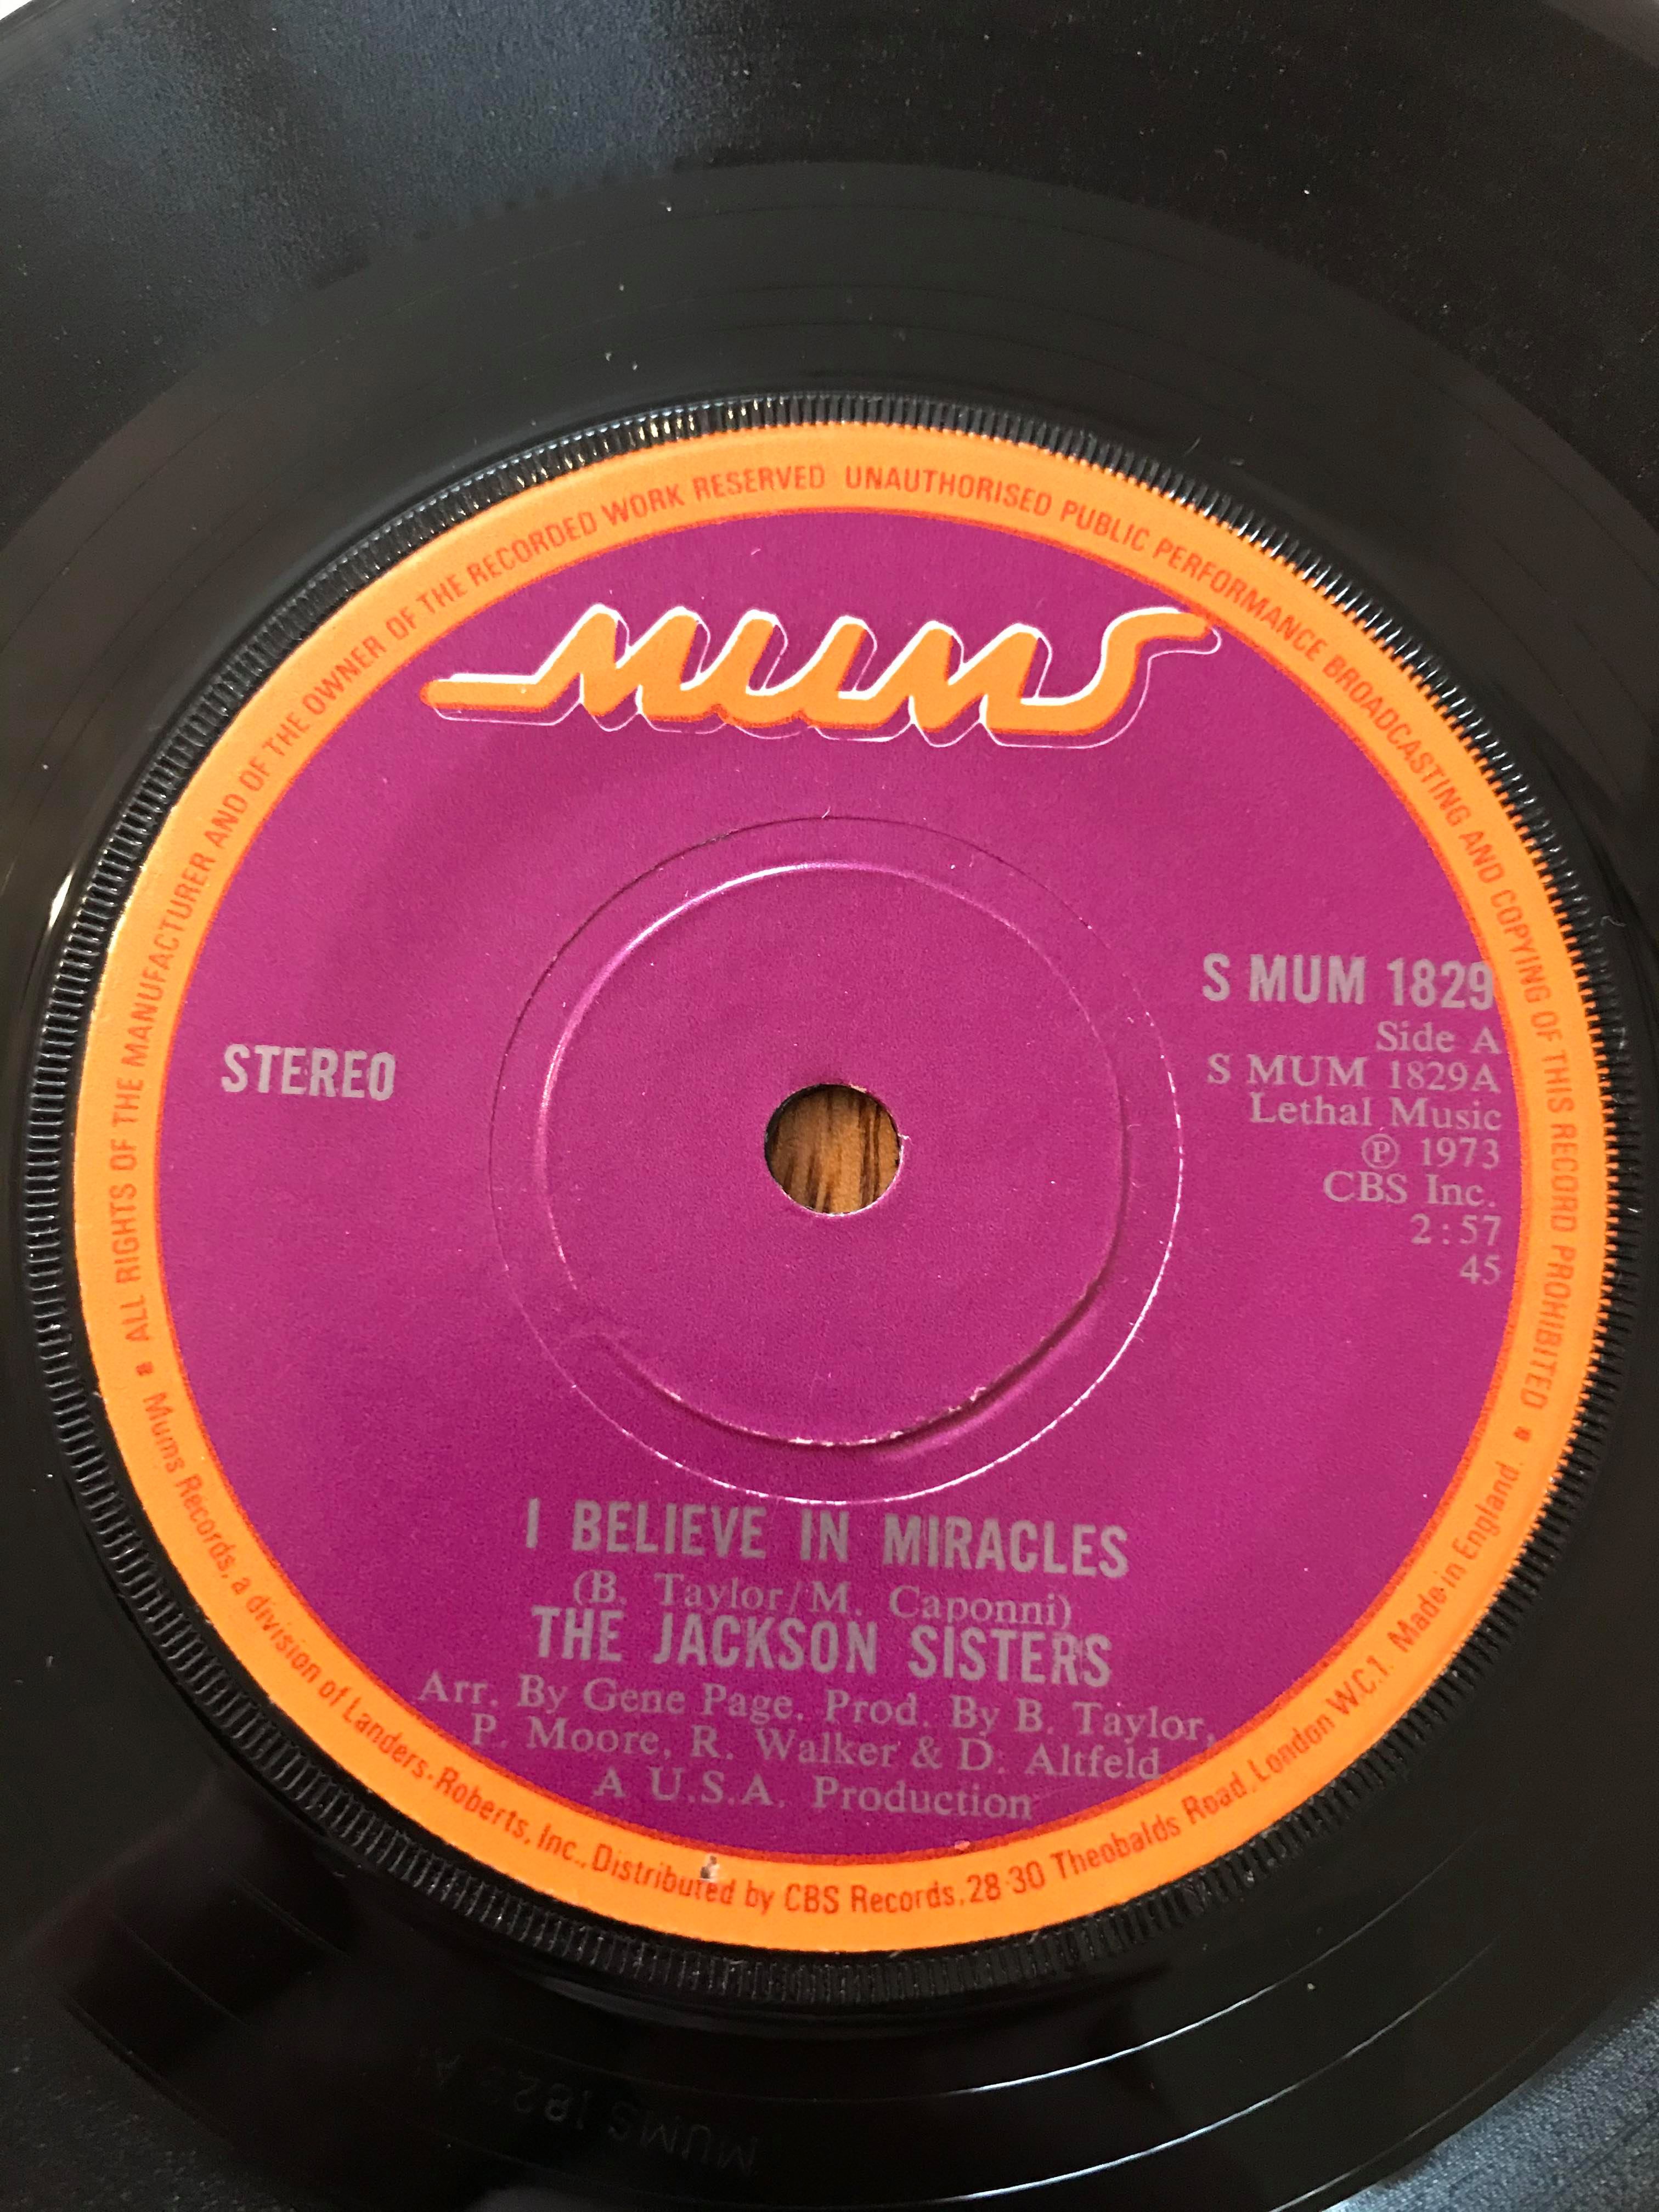 ALL RIGHTS OF THE MANUFACTURER AND OF THE OWNER OF THE RECORDED WORK RESERVED UNAUTHORISED PUBLIC PERFORMANCE BROADCASTING AND COPYING OF THIS RECORD PROHIBITED
mums
STEREO
S MUM 1829
Side A
S MUM 1829A
Lethal Music
℗ 1973
CBS Inc.
2:57
45
I BELIEVE IN MIRACLES
(B. Taylor/M. Caponni)
THE JACKSON SISTERS
Arr. By Gene Page. Prod. By B. Taylor,
P. Moore, R. Walker & D. Altfeld
A U.S.A. Production
Mums Records, a division of Landers-Roberts, Inc., Distributed by CBS Records, 28-30 Theobalds Road, London WC.1. Made in England.
MUMS 1829 A